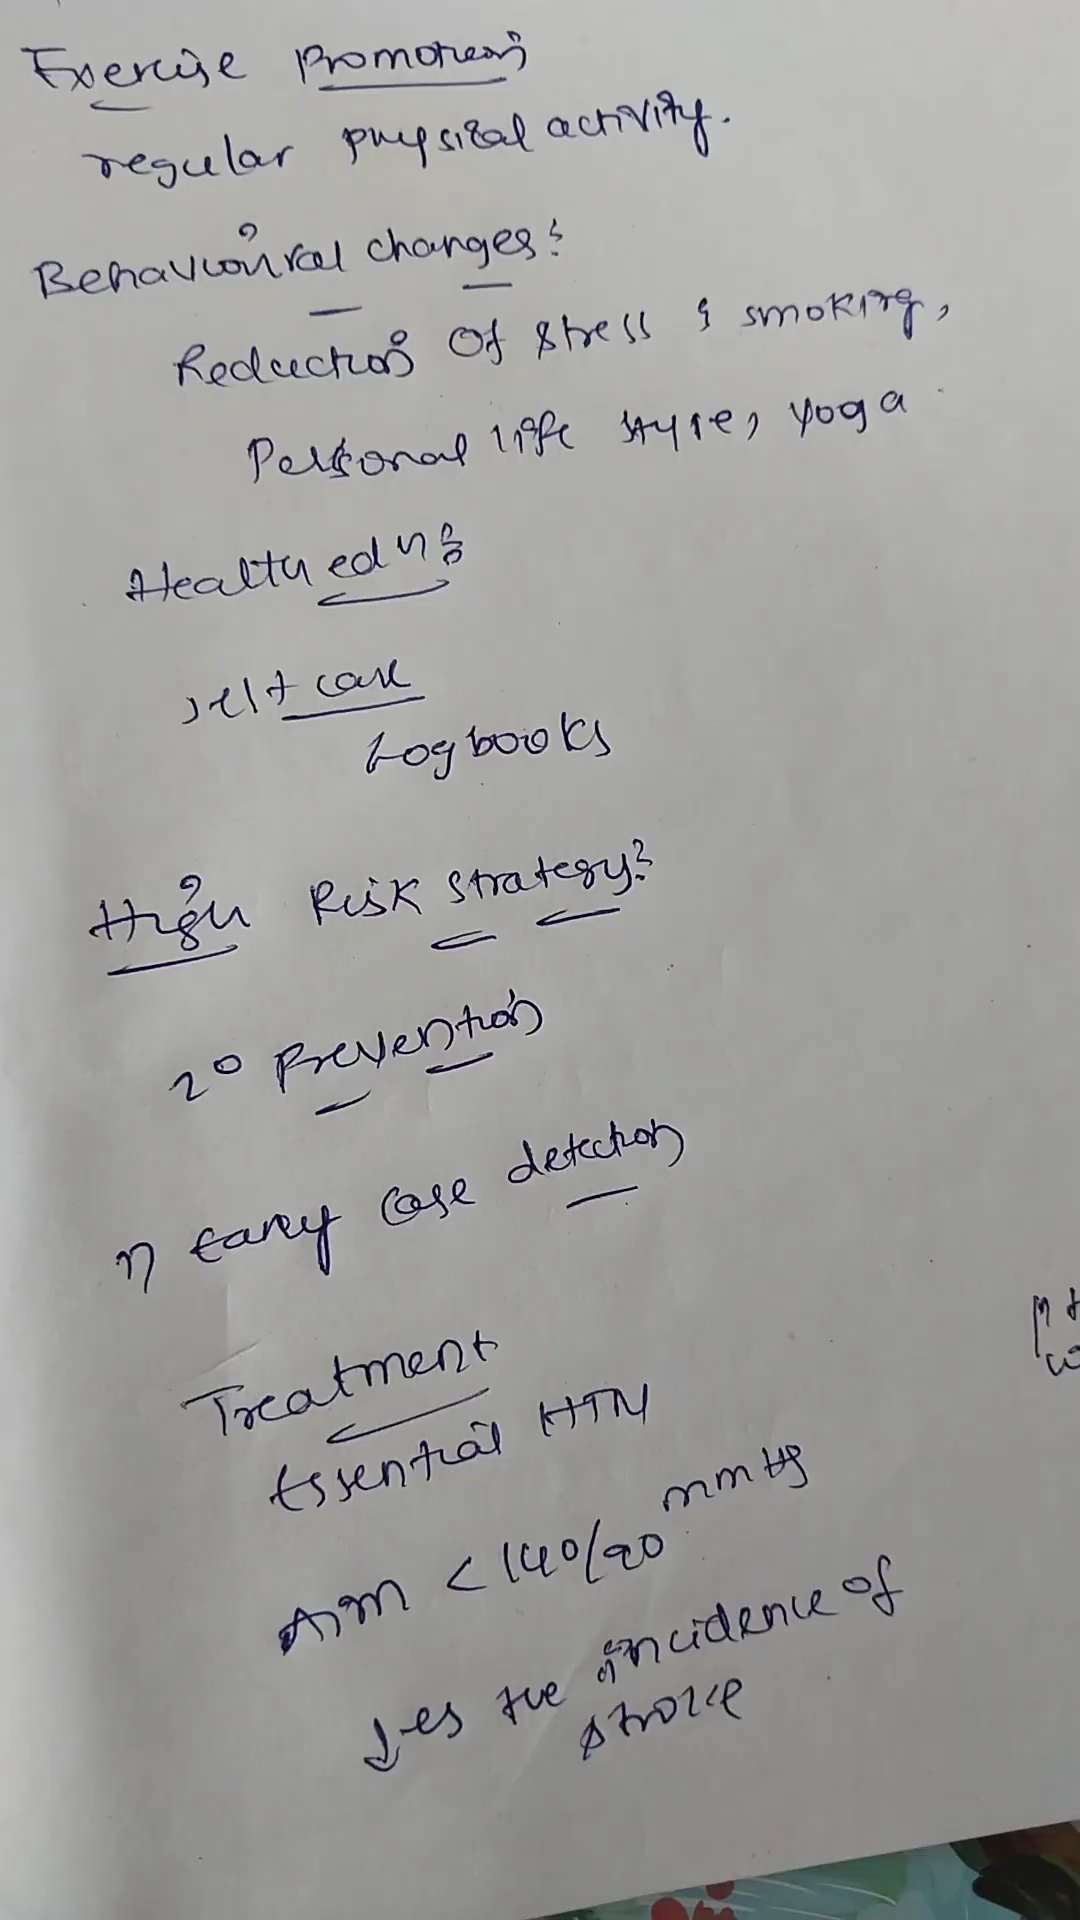 Exercise Promotion
regular physical activity.
Behavioural changes:
Reduction of stress & smoking,
Personal life style, yoga
Health edn:
Self care
Logbooks
High Risk strategy:
2° Prevention
1) Early case detection
Treatment
Essential HTN
Aim < 140/90 mmHg
↓es the incidence of
stroke